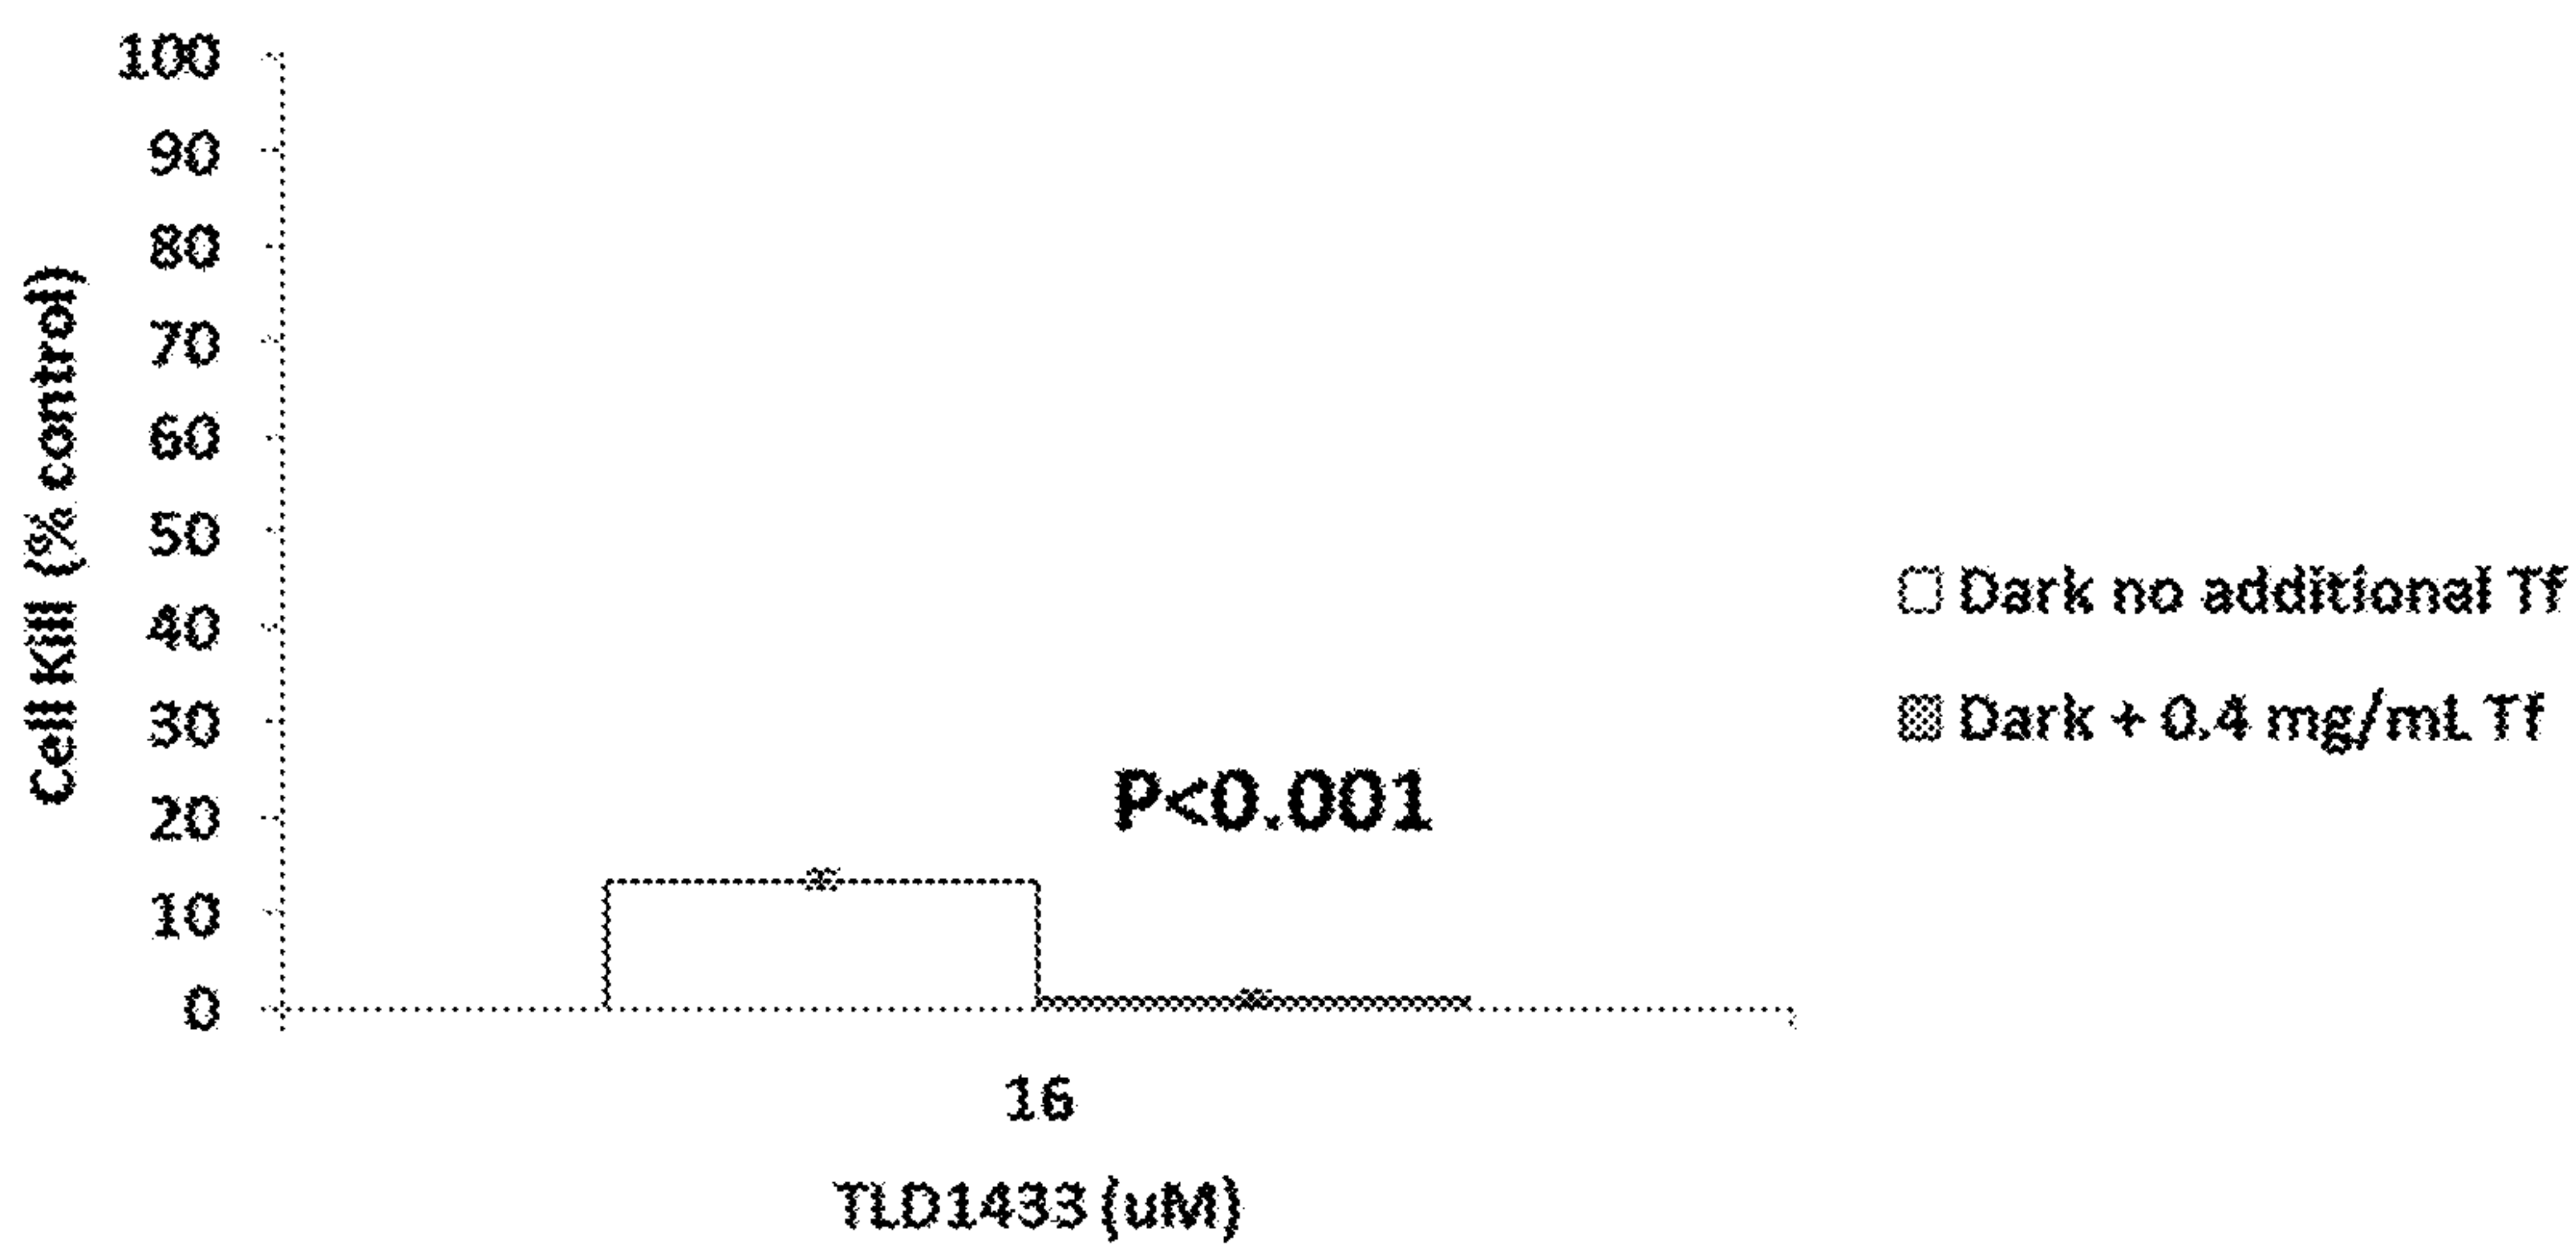 Cell Kill (% control)
100
90
80
70
60
50
40
30
20
10
0
P<0.001
16
TLD1433 (uM)
Dark no additional Tf
Dark + 0.4 mg/mL Tf